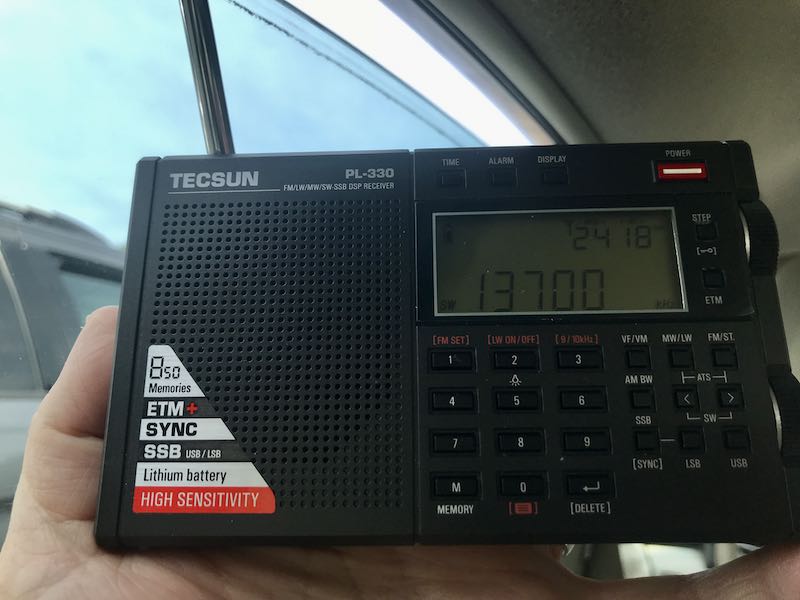 TECSUN
PL-330
FM/LW/MW/SW-SSB DSP RECEIVER
850
Memories
ETM+
SYNC
SSB USB / LSB
Lithium battery
HIGH SENSITIVITY
TIME ALARM DISPLAY POWER
2418
SW 13700 kHz
STEP
ETM
[FM SET] [LW ON/OFF] [9/10kHz] VF/VM MW/LW FM/ST.
1 2 3
AM BW ATS
4 5 6 < >
SSB SW
7 8 9
[SYNC] LSB USB
M 0
MEMORY [DELETE]